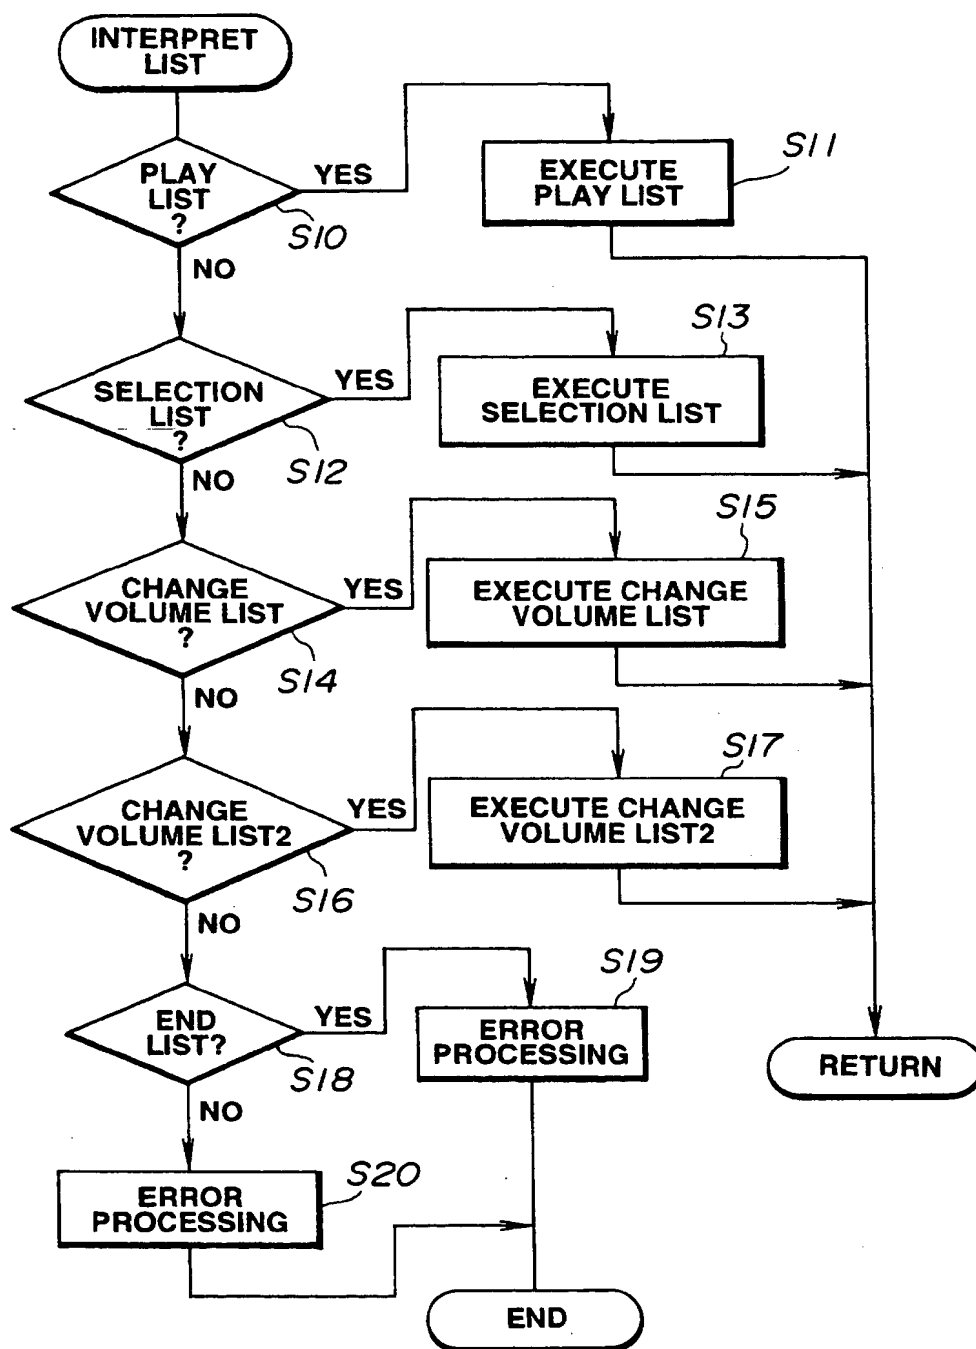 INTERPRET
LIST
PLAY
LIST
?
YES
S10
NO
EXECUTE
PLAY LIST
S11
SELECTION
LIST
?
YES
S12
NO
EXECUTE
SELECTION LIST
S13
CHANGE
VOLUME LIST
?
YES
S14
NO
EXECUTE CHANGE
VOLUME LIST
S15
CHANGE
VOLUME LIST2
?
YES
S16
NO
EXECUTE CHANGE
VOLUME LIST2
S17
END
LIST?
YES
S18
NO
ERROR
PROCESSING
S19
RETURN
ERROR
PROCESSING
S20
END